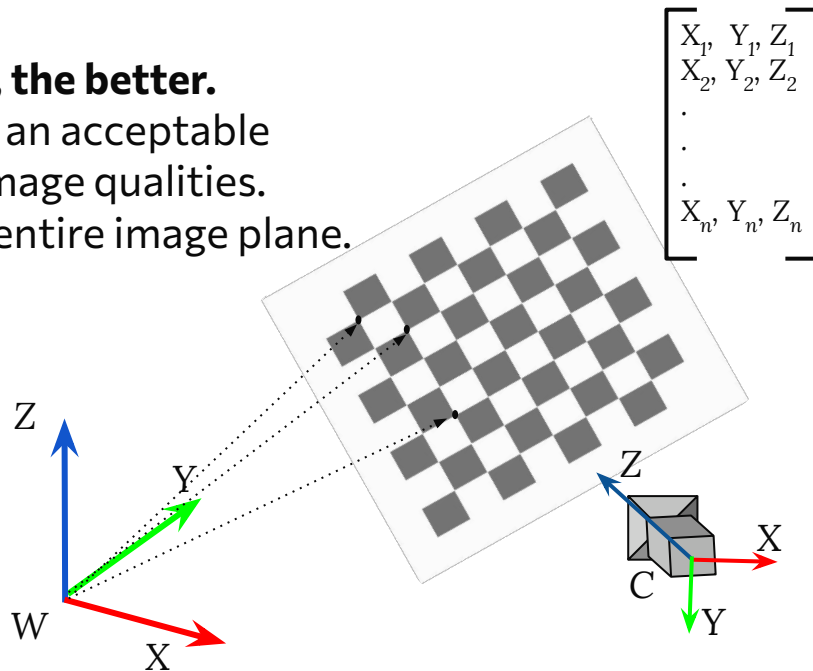 , the better.
an acceptable
mage qualities.
entire image plane.
X₁, Y₁, Z₁
X₂, Y₂, Z₂
.
.
.
Xₙ, Yₙ, Zₙ
Z
Y
W
X
Z
X
C
Y